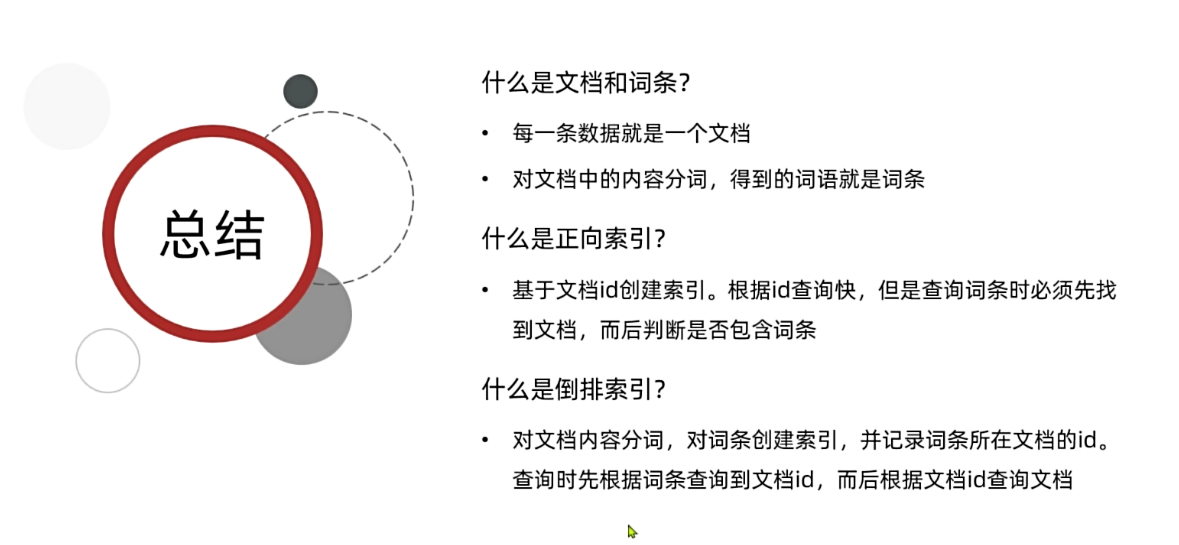 总结
什么是文档和词条？
• 每一条数据就是一个文档
• 对文档中的内容分词，得到的词语就是词条
什么是正向索引？
• 基于文档id创建索引。根据id查询快，但是查询词条时必须先找
到文档，而后判断是否包含词条
什么是倒排索引？
• 对文档内容分词，对词条创建索引，并记录词条所在文档的id。
查询时先根据词条查询到文档id，而后根据文档id查询文档